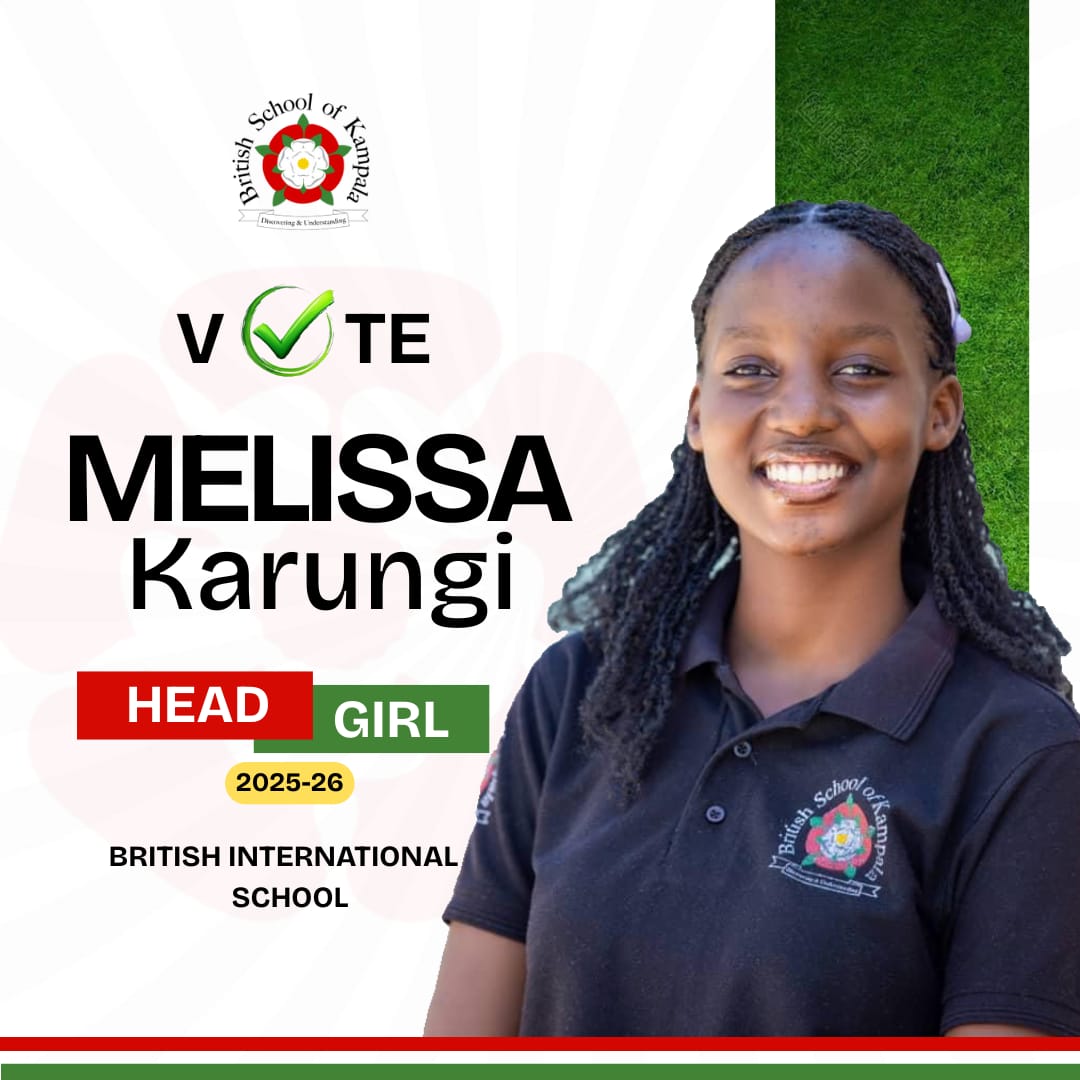 British School of Kampala
Discovering & Understanding
V TE
MELISSA
Karungi
HEAD
GIRL
2025-26
BRITISH INTERNATIONAL
SCHOOL
British School of Kampala
Discovering & Understanding